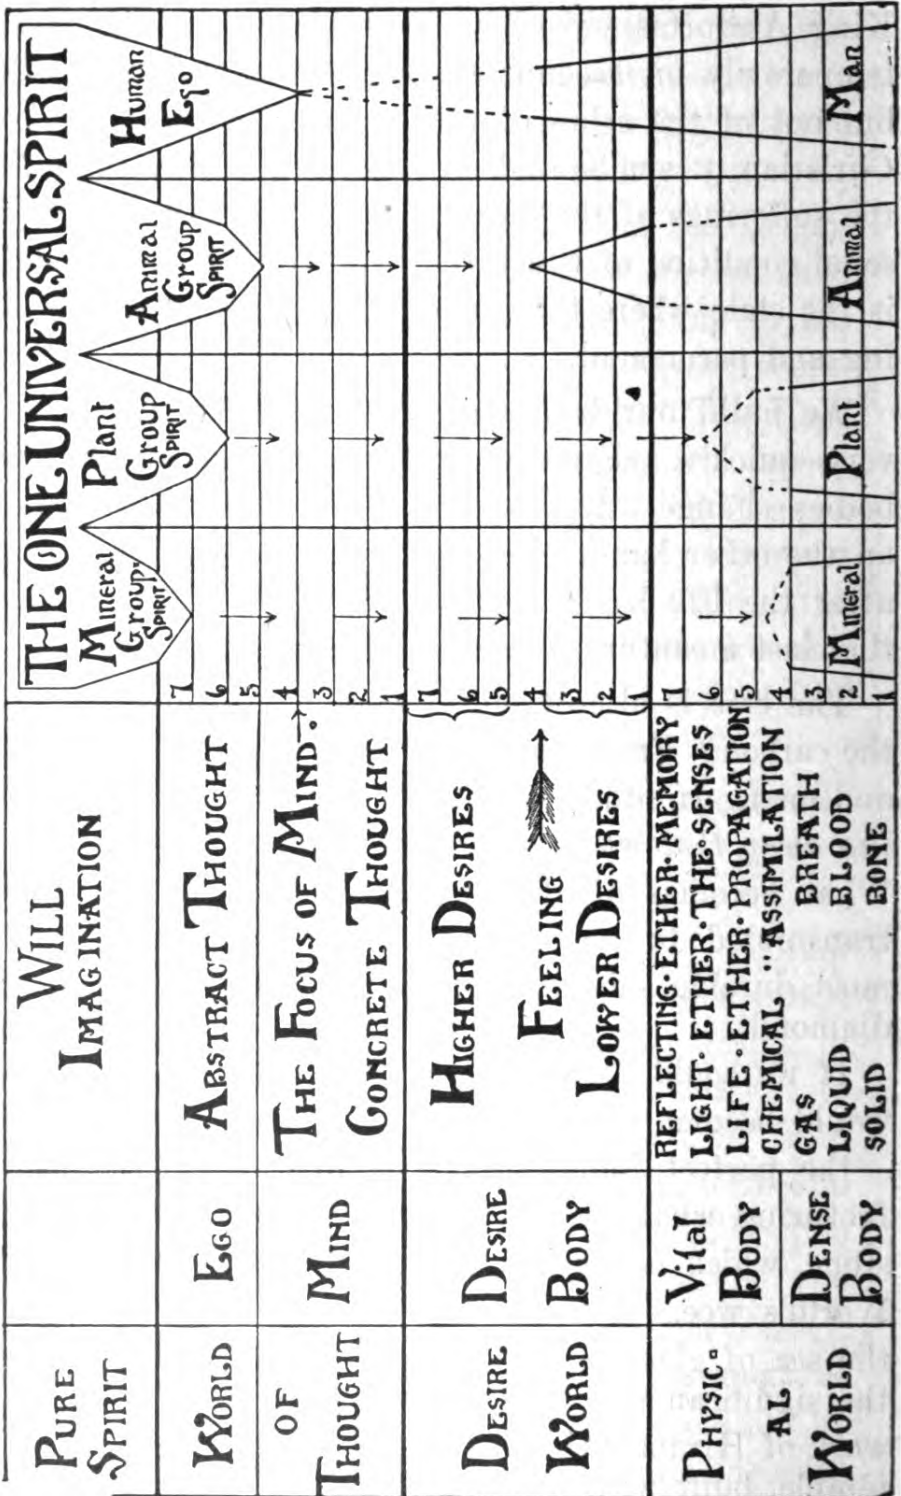 PURE
SPIRIT
WILL
IMAGINATION
THE ONE UNIVERSAL SPIRIT
Mineral
Group
SPIRIT
Plant
Group
SPIRIT
Animal
Group
SPIRIT
Human
Ego
WORLD
OF
THOUGHT
EGO
MIND
ABSTRACT THOUGHT
THE FOCUS OF MIND
CONCRETE THOUGHT
7
6
5
4
3
2
1
DESIRE
WORLD
DESIRE
BODY
HIGHER DESIRES
FEELING
LOWER DESIRES
7
6
5
4
3
2
1
PHYSIC-
AL
WORLD
Vital
BODY
DENSE
BODY
REFLECTING·ETHER·MEMORY
LIGHT·ETHER·THE·SENSES
LIFE·ETHER·PROPAGATION
CHEMICAL " ASSIMILATION
GAS BREATH
LIQUID BLOOD
SOLID BONE
7
6
5
4
3
2
1
Mineral
Plant
Animal
Man